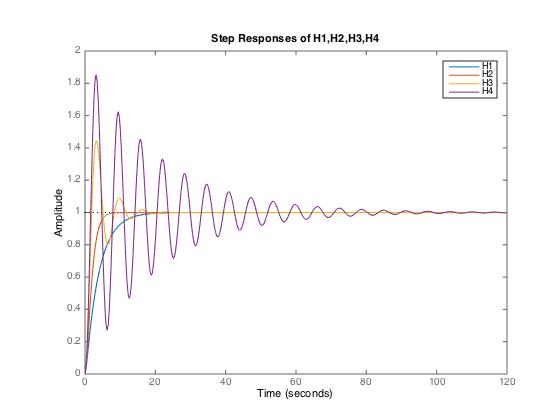 Step Responses of H1,H2,H3,H4
2
1.8
1.6
1.4
1.2
1
0.8
0.6
0.4
0.2
0
Amplitude
H1
H2
H3
H4
0 20 40 60 80 100 120
Time (seconds)